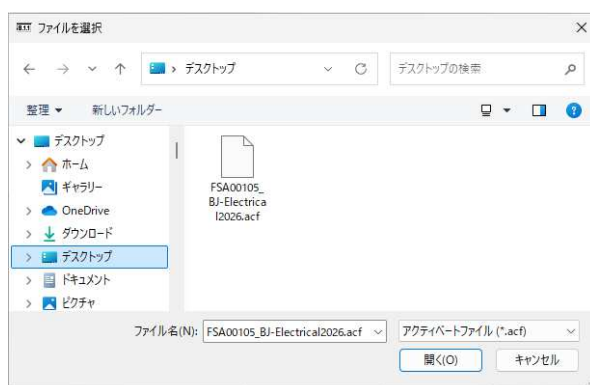 ファイルを選択
デスクトップ
デスクトップの検索
整理
新しいフォルダー
デスクトップ
ホーム
ギャラリー
OneDrive
ダウンロード
デスクトップ
ドキュメント
ピクチャ
FSA00105_
BJ-Electrica
l2026.acf
ファイル名(N): FSA00105_BJ-Electrical2026.acf アクティベートファイル (*.acf)
開く(O) キャンセル